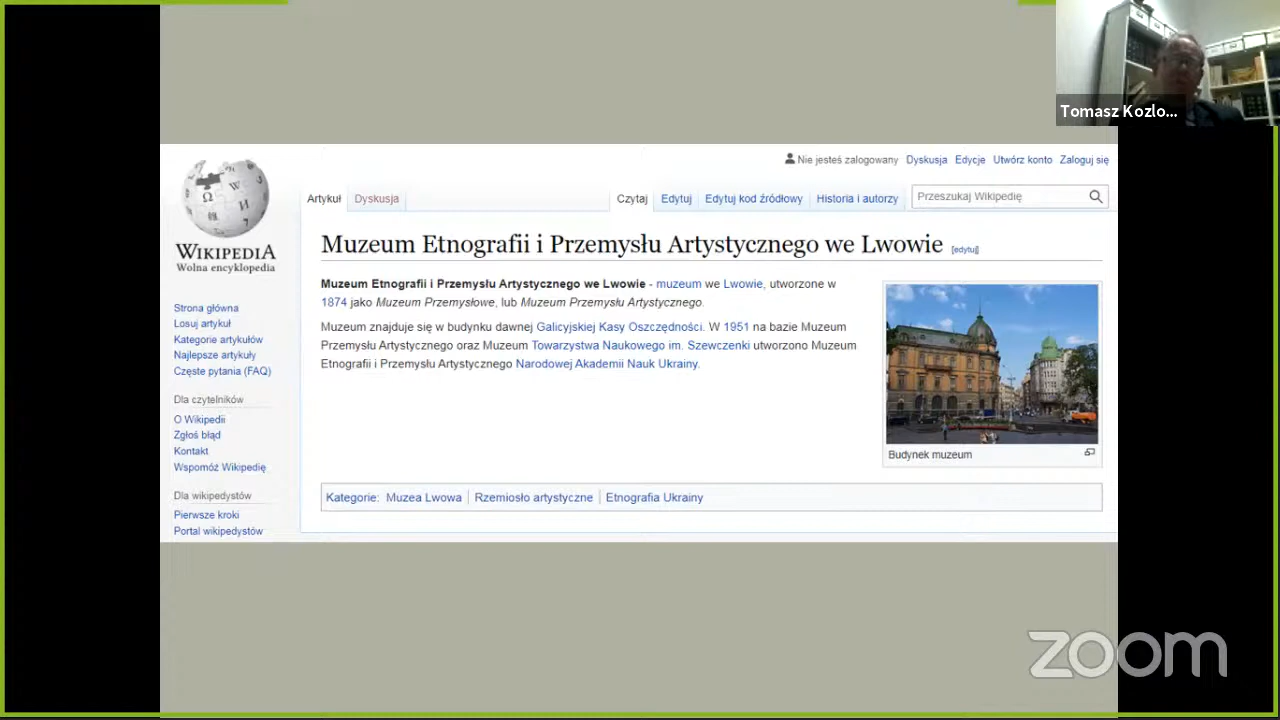 Tomasz Kozlo...
Nie jesteś zalogowany Dyskusja Edycje Utwórz konto Zaloguj się
Artykuł Dyskusja Czytaj Edytuj Edytuj kod źródłowy Historia i autorzy Przeszukaj Wikipedię
WIKIPEDIA
Wolna encyklopedia
Strona główna
Losuj artykuł
Kategorie artykułów
Najlepsze artykuły
Częste pytania (FAQ)
Dla czytelników
O Wikipedii
Zgłoś błąd
Kontakt
Wspomóż Wikipedię
Dla wikipedystów
Pierwsze kroki
Portal wikipedystów
Muzeum Etnografii i Przemysłu Artystycznego we Lwowie [edytuj]
Muzeum Etnografii i Przemysłu Artystycznego we Lwowie - muzeum we Lwowie, utworzone w
1874 jako Muzeum Przemysłowe, lub Muzeum Przemysłu Artystycznego.
Muzeum znajduje się w budynku dawnej Galicyjskiej Kasy Oszczędności. W 1951 na bazie Muzeum
Przemysłu Artystycznego oraz Muzeum Towarzystwa Naukowego im. Szewczenki utworzono Muzeum
Etnografii i Przemysłu Artystycznego Narodowej Akademii Nauk Ukrainy.
Budynek muzeum
Kategorie: Muzea Lwowa Rzemiosło artystyczne Etnografia Ukrainy
zoom